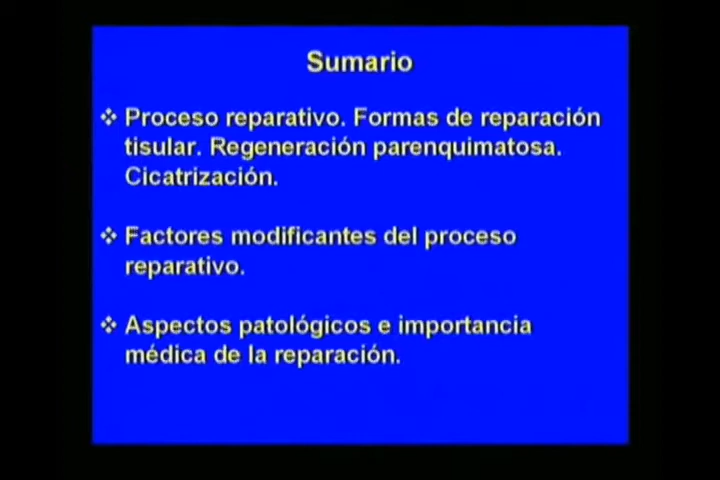 Sumario
❖ Proceso reparativo. Formas de reparación
tisular. Regeneración parenquimatosa.
Cicatrización.
❖ Factores modificantes del proceso
reparativo.
❖ Aspectos patológicos e importancia
médica de la reparación.